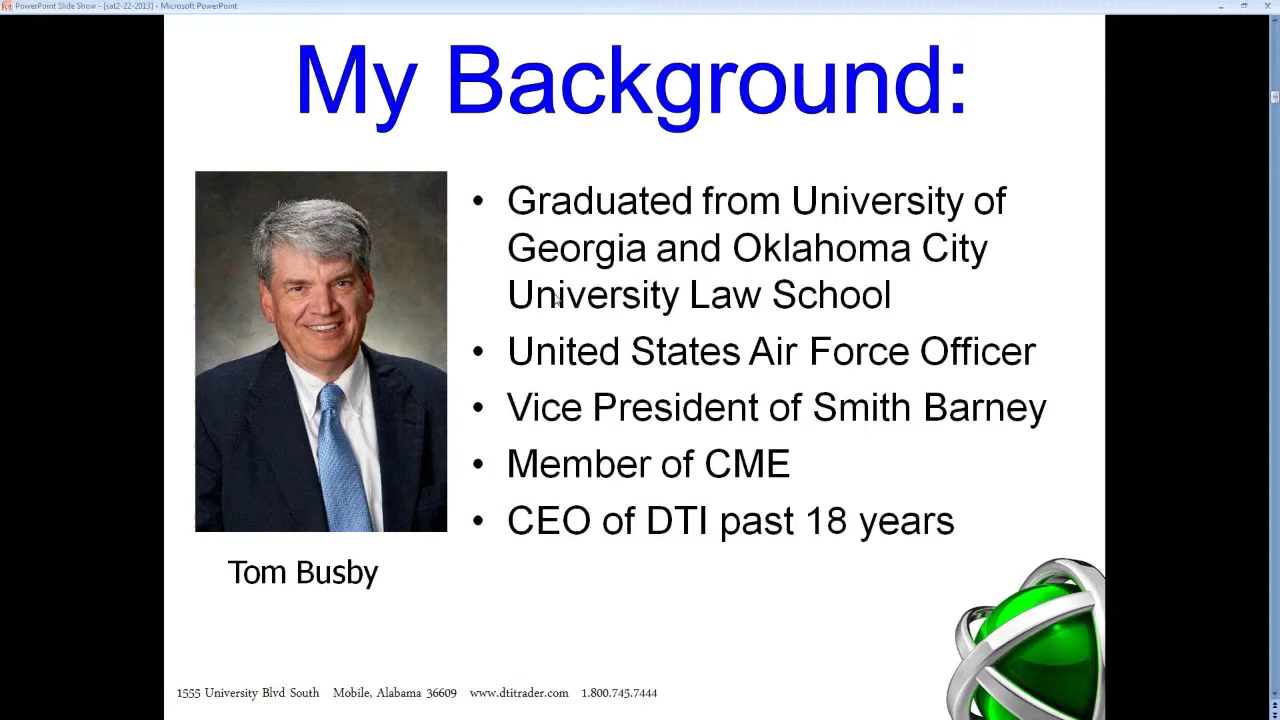 PowerPoint Slide Show - [sat2-22-2013] - Microsoft PowerPoint
My Background:
• Graduated from University of
Georgia and Oklahoma City
University Law School
• United States Air Force Officer
• Vice President of Smith Barney
• Member of CME
• CEO of DTI past 18 years
Tom Busby
1555 University Blvd South Mobile, Alabama 36609 www.dtitrader.com 1.800.745.7444